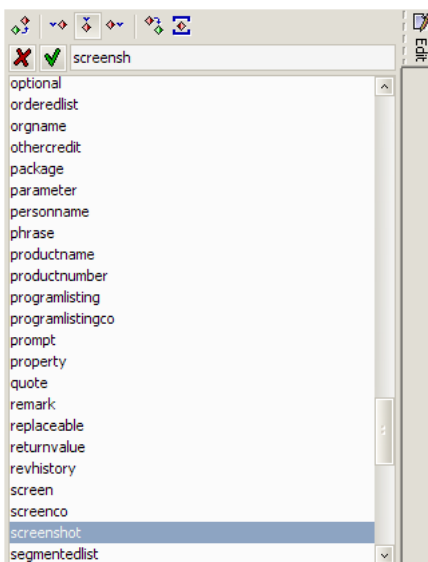 screensh
Edit
optional
orderedlist
orgname
othercredit
package
parameter
personname
phrase
productname
productnumber
programlisting
programlistingco
prompt
property
quote
remark
replaceable
returnvalue
revhistory
screen
screenco
screenshot
segmentedlist